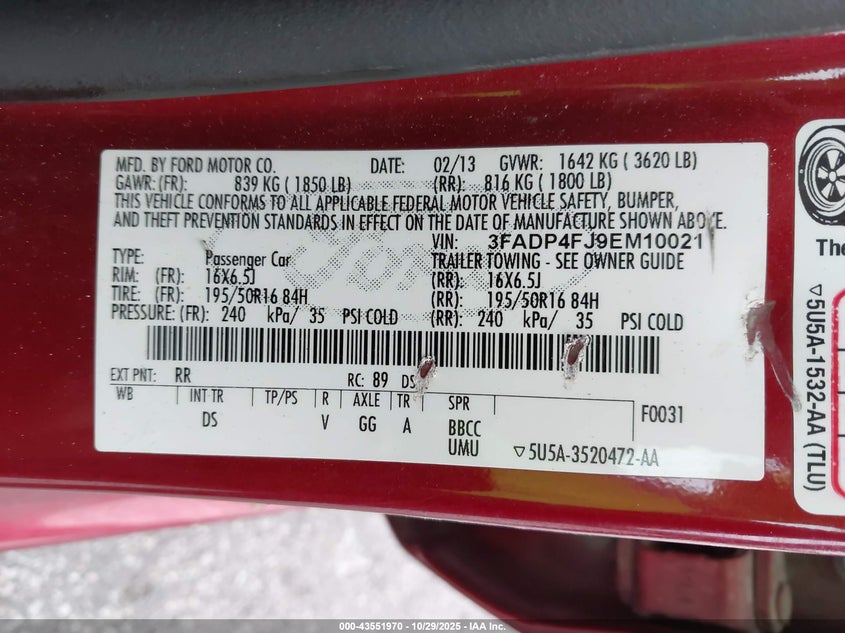 MFD. BY FORD MOTOR CO. DATE: 02/13 GVWR: 1642 KG ( 3620 LB)
GAWR:(FR): 839 KG ( 1850 LB) (RR): 816 KG ( 1800 LB)
THIS VEHICLE CONFORMS TO ALL APPLICABLE FEDERAL MOTOR VEHICLE SAFETY, BUMPER,
AND THEFT PREVENTION STANDARDS IN EFFECT ON THE DATE OF MANUFACTURE SHOWN ABOVE.
VIN: 3FADP4FJ9EM10021
TYPE: Passenger Car TRAILER TOWING - SEE OWNER GUIDE
RIM: (FR): 16X6.5J (RR): 16X6.5J
TIRE: (FR): 195/50R16 84H (RR): 195/50R16 84H
PRESSURE: (FR): 240 kPa/ 35 PSI COLD (RR): 240 kPa/ 35 PSI COLD
EXT PNT: RR RC: 89 DS
WB INT TR TP/PS R AXLE TR SPR F0031
DS V GG A BBCC
UMU ▽5U5A-3520472-AA
The
▽5U5A-1532-AA (TLU)
000-43551970 | 10/29/2025 - IAA, Inc.